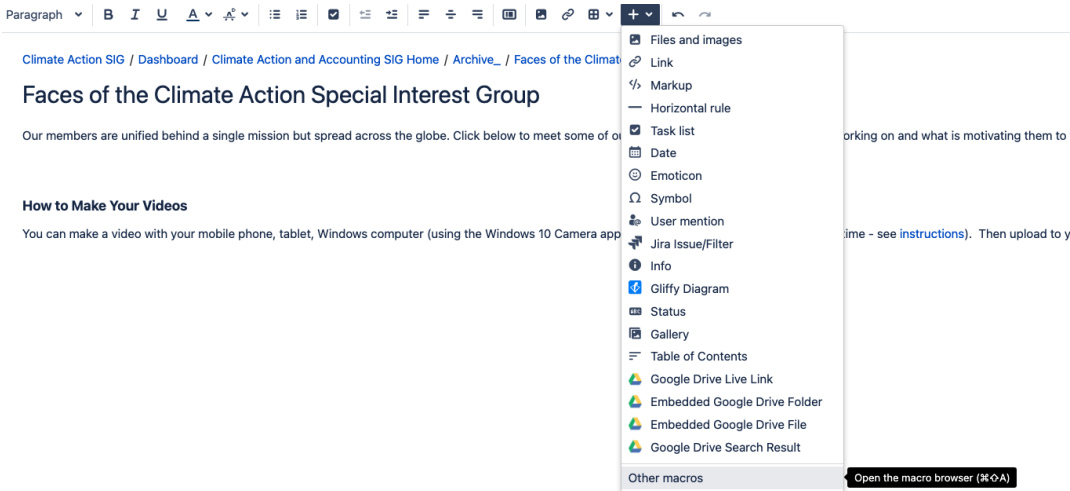 Paragraph B I U A
Climate Action SIG / Dashboard / Climate Action and Accounting SIG Home / Archive_ / Faces of the
Faces of the Climate Action Special Interest Group
Our members are unified behind a single mission but spread across the globe. Click below to meet some of
working on and what is motivating them to
How to Make Your Videos
You can make a video with your mobile phone, tablet, Windows computer (using the Windows 10 Camera app
see instructions). Then upload to
Files and images
Link
Markup
Horizontal rule
Task list
Date
Emoticon
Symbol
User mention
Jira Issue/Filter
Info
Gliffy Diagram
Status
Gallery
Table of Contents
Google Drive Live Link
Embedded Google Drive Folder
Embedded Google Drive File
Google Drive Search Result
Other macros
Open the macro browser (⌘⇧A)